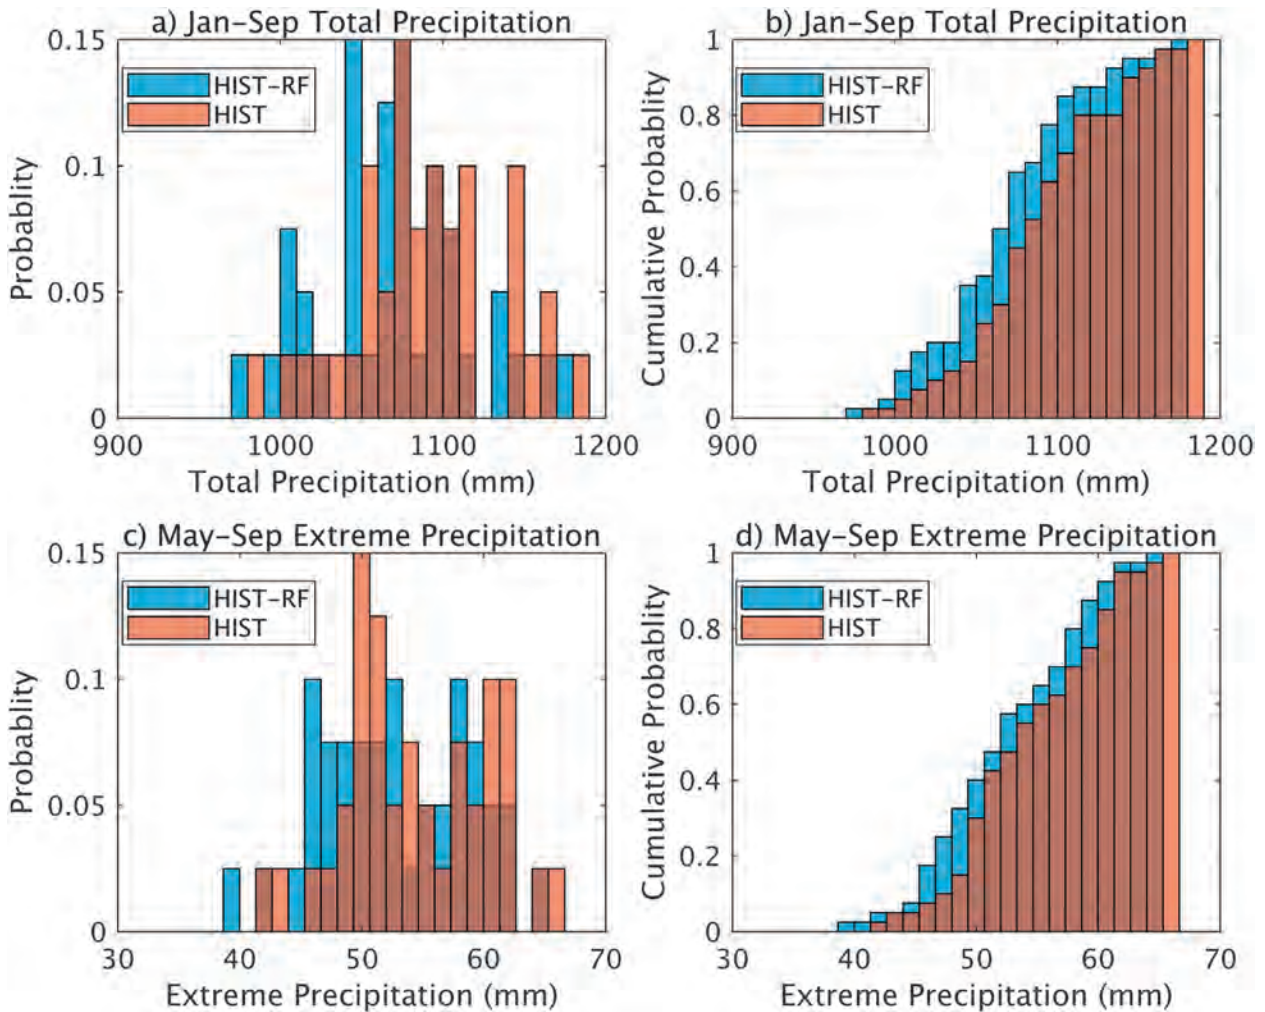 a) Jan–Sep Total Precipitation
0.15
0.1
0.05
0
Probablity
HIST–RF
HIST
900
1000
1100
1200
Total Precipitation (mm)
b) Jan–Sep Total Precipitation
1
0.8
0.6
0.4
0.2
0
Cumulative Probablity
HIST–RF
HIST
900
1000
1100
1200
Total Precipitation (mm)
c) May–Sep Extreme Precipitation
0.15
0.1
0.05
0
Probablity
HIST–RF
HIST
30
40
50
60
70
Extreme Precipitation (mm)
d) May–Sep Extreme Precipitation
1
0.8
0.6
0.4
0.2
0
Cumulative Probablity
HIST–RF
HIST
30
40
50
60
70
Extreme Precipitation (mm)